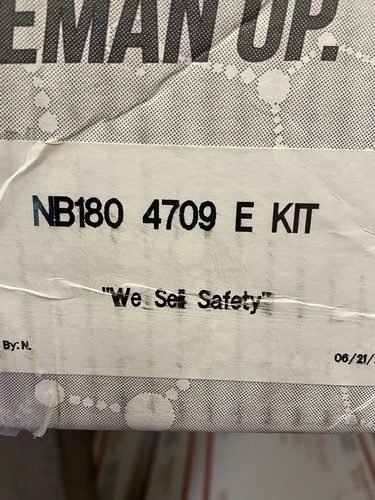 EMAN UP.
NB180 4709 E KIT
"We Sell Safety"
By: N.
06/21/